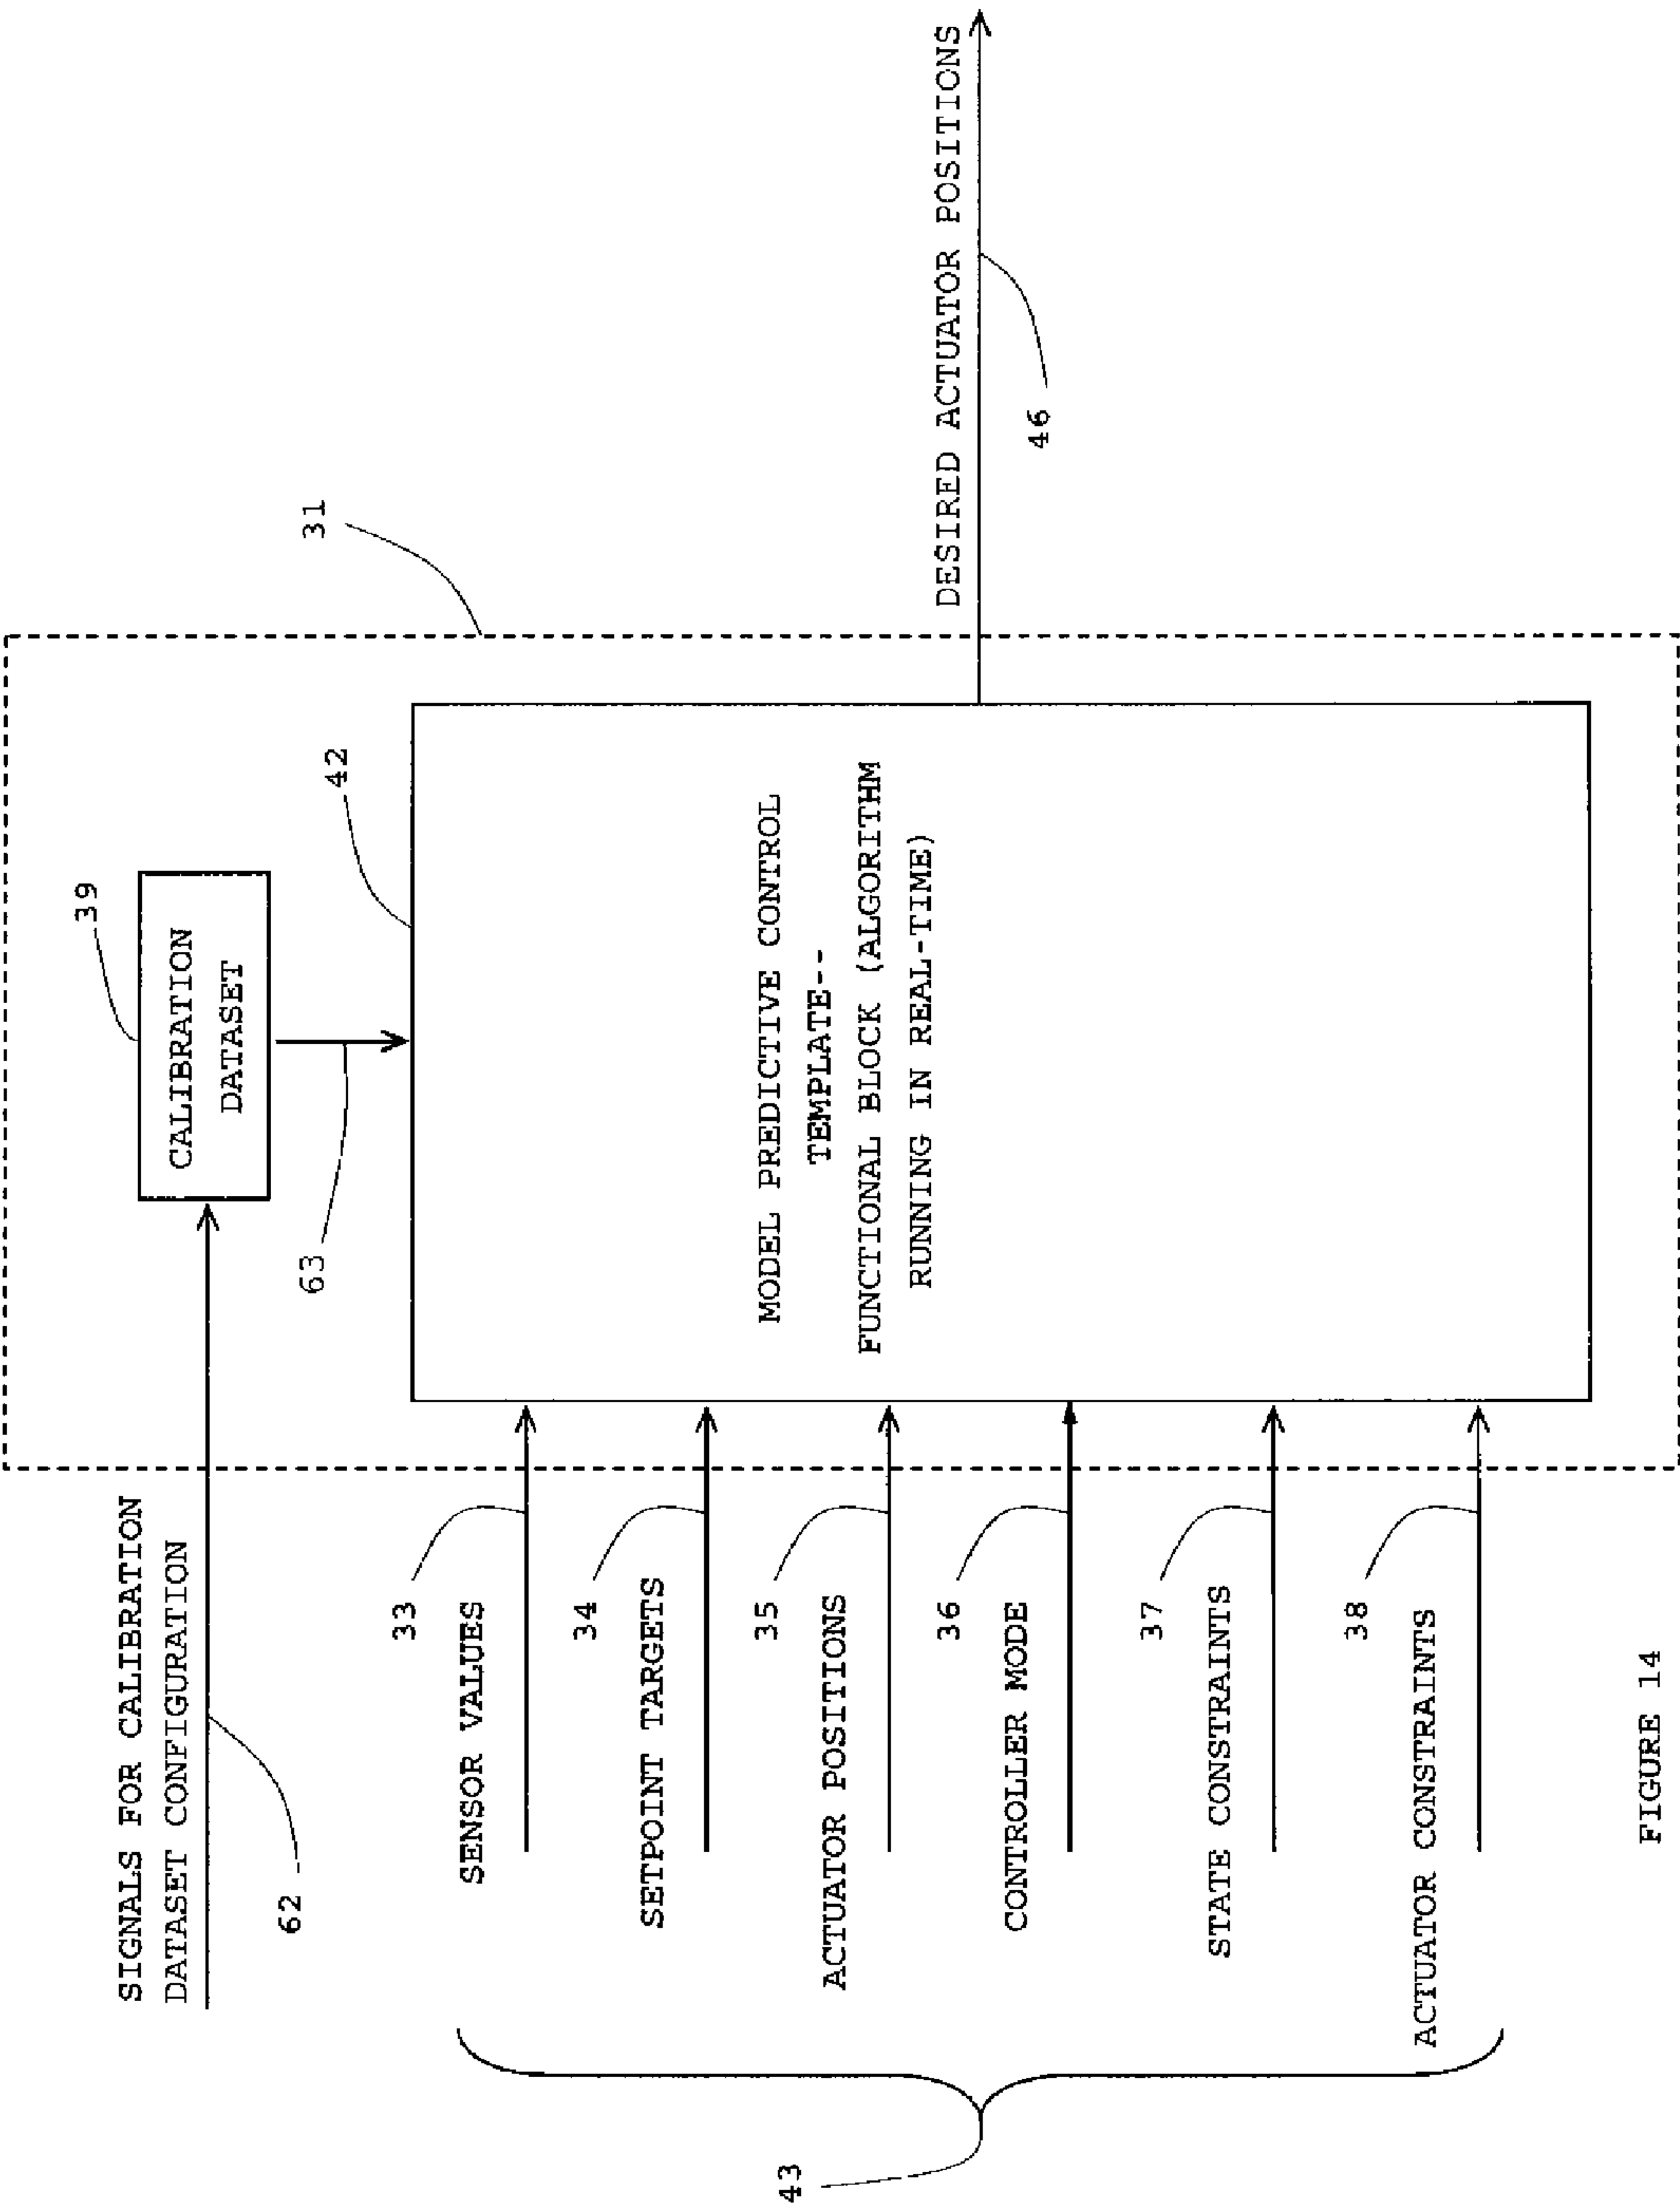 SIGNALS FOR CALIBRATION
DATASET CONFIGURATION
62
39
CALIBRATION
DATASET
63
42
31
33
SENSOR VALUES
34
SETPOINT TARGETS
35
ACTUATOR POSITIONS
36
CONTROLLER MODE
37
STATE CONSTRAINTS
38
ACTUATOR CONSTRAINTS
43
MODEL PREDICTIVE CONTROL
TEMPLATE--
FUNCTIONAL BLOCK (ALGORITHM
RUNNING IN REAL-TIME)
DESIRED ACTUATOR POSITIONS
46
FIGURE 14